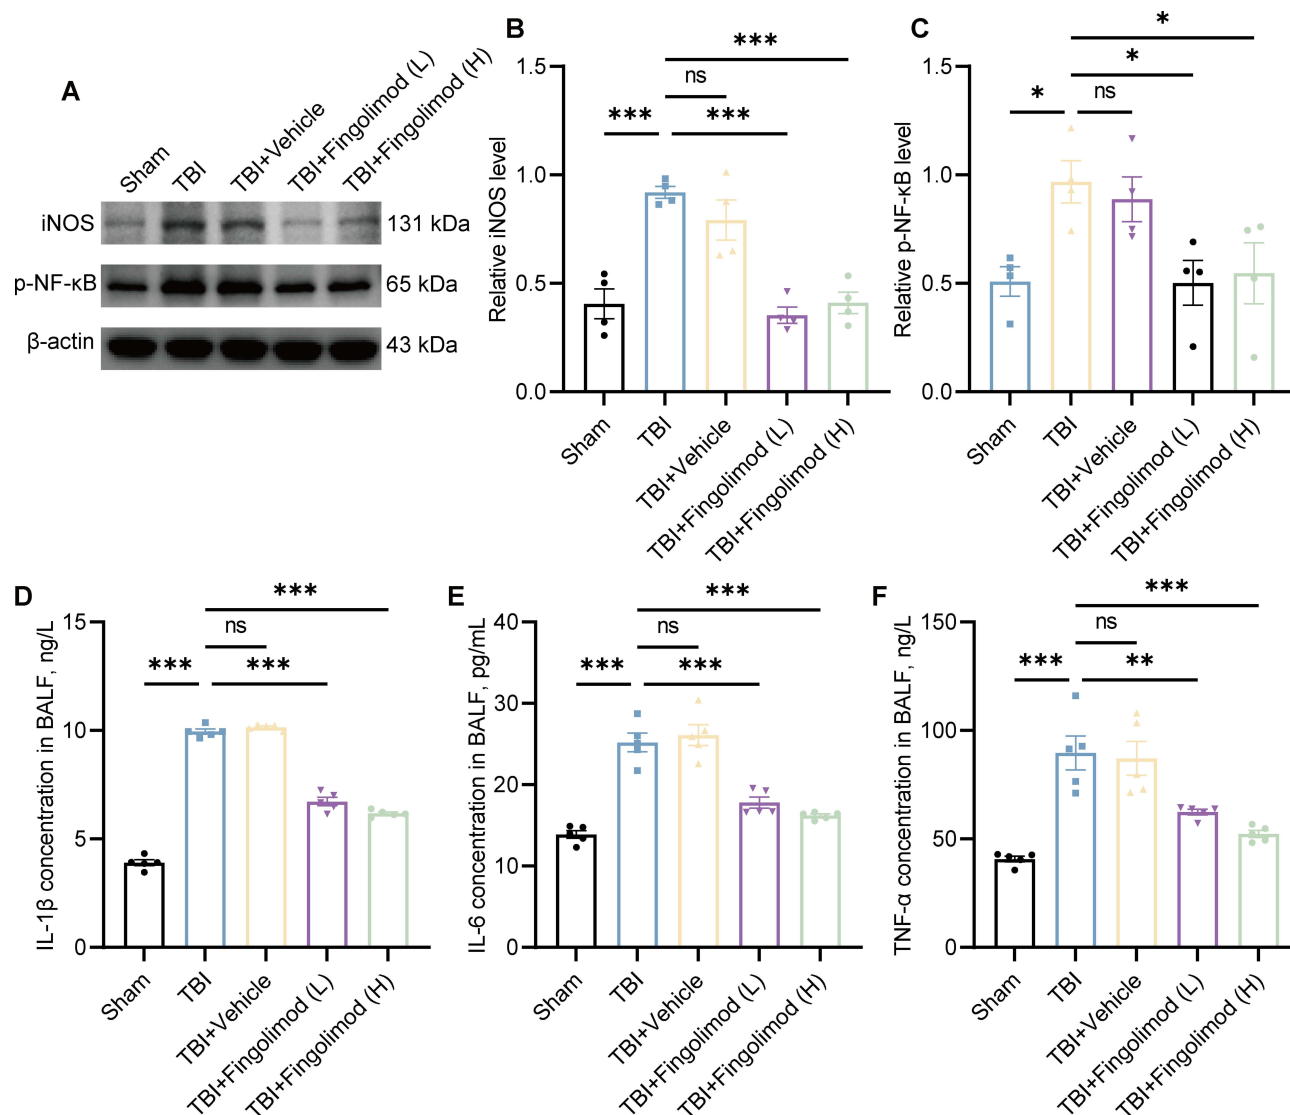 A
Sham
TBI
TBI+Vehicle
TBI+Fingolimod (L)
TBI+Fingolimod (H)
iNOS
131 kDa
p-NF-κB
65 kDa
β-actin
43 kDa
B
Relative iNOS level
1.5
1.0
0.5
0.0
***
ns
*** ***
Sham
TBI
TBI+Vehicle
TBI+Fingolimod (L)
TBI+Fingolimod (H)
C
Relative p-NF-κB level
1.5
1.0
0.5
0.0
*
*
* ns
Sham
TBI
TBI+Vehicle
TBI+Fingolimod (L)
TBI+Fingolimod (H)
D
IL-1β concentration in BALF, ng/L
15
10
5
0
***
ns
*** ***
Sham
TBI
TBI+Vehicle
TBI+Fingolimod (L)
TBI+Fingolimod (H)
E
IL-6 concentration in BALF, pg/mL
40
30
20
10
0
***
ns
*** ***
Sham
TBI
TBI+Vehicle
TBI+Fingolimod (L)
TBI+Fingolimod (H)
F
TNF-α concentration in BALF, ng/L
150
100
50
0
***
ns
*** **
Sham
TBI
TBI+Vehicle
TBI+Fingolimod (L)
TBI+Fingolimod (H)